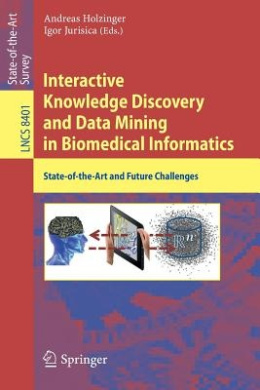 Andreas Holzinger
Igor Jurisica (Eds.)
State-of-the-Art
Survey
LNCS 8401
Interactive
Knowledge Discovery
and Data Mining
in Biomedical Informatics
State-of-the-Art and Future Challenges
Springer